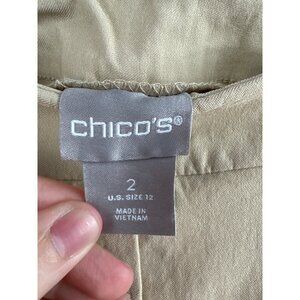 chico's®
2
U.S. SIZE 12
MADE IN
VIETNAM